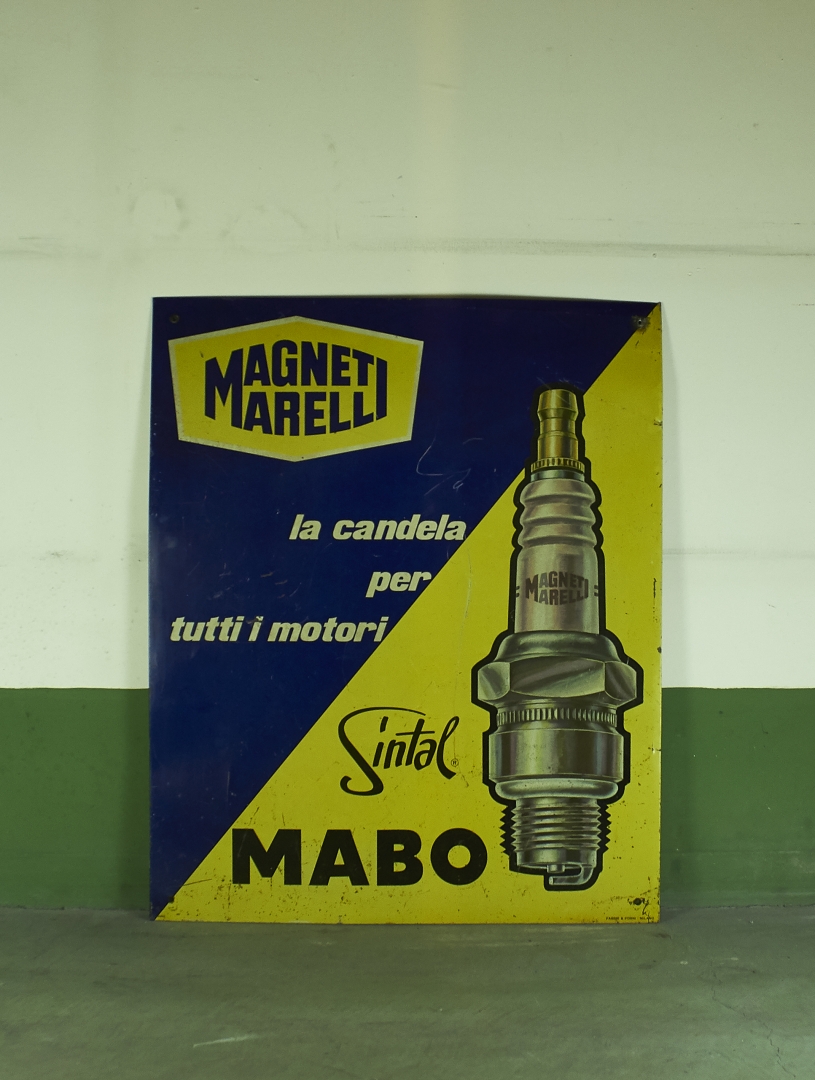 MAGNETI
MARELLI
la candela
per
tutti i motori
MAGNETI
MARELLI
Sintal®
MABO